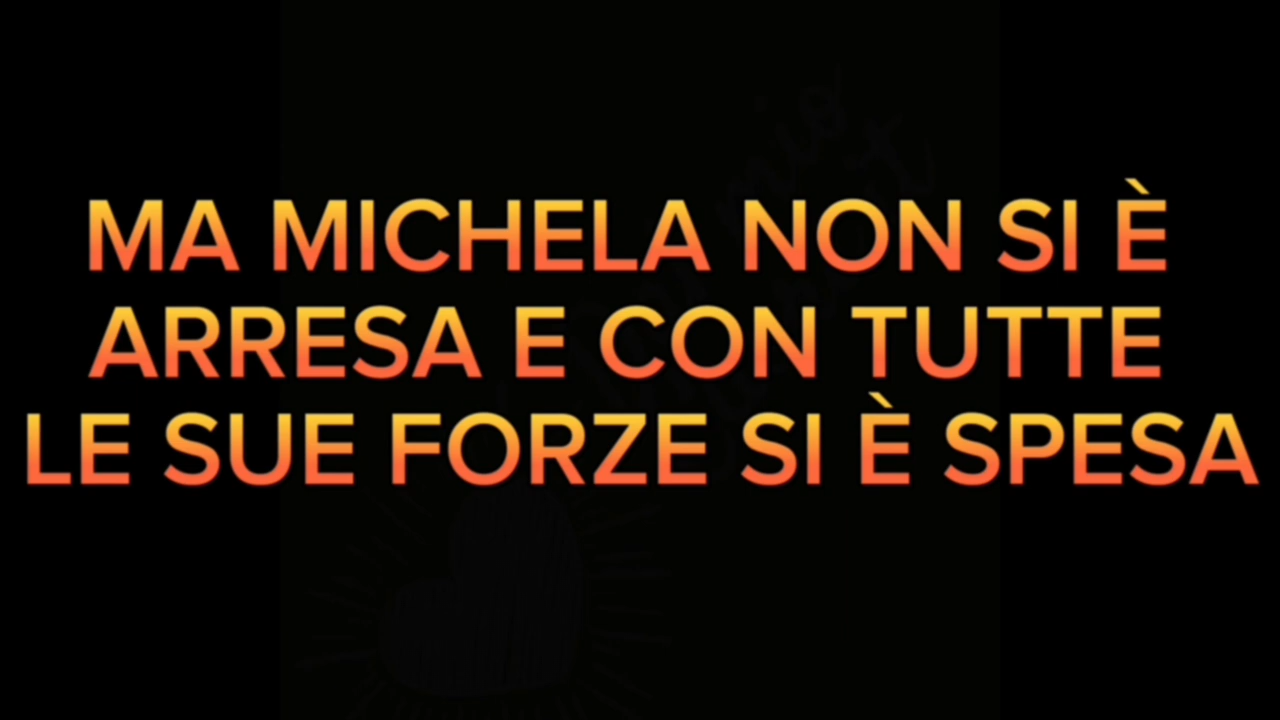 MA MICHELA NON SI È
ARRESA E CON TUTTE
LE SUE FORZE SI È SPESA